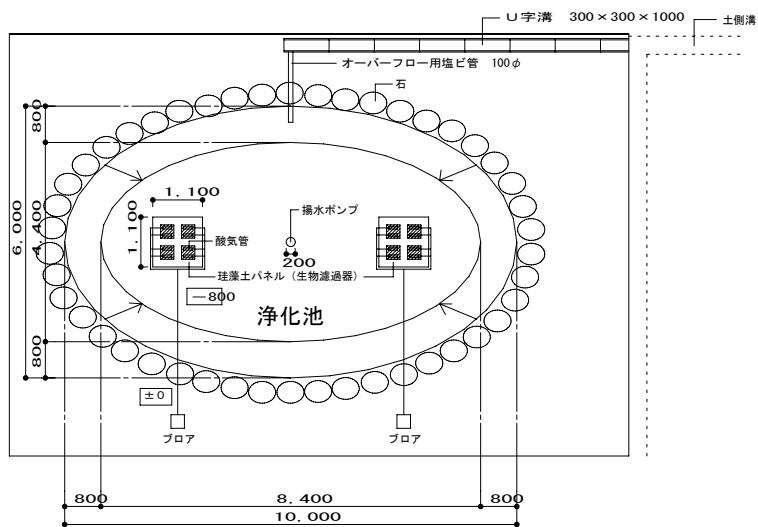 U字溝 300×300×1000
土側溝
オーバーフロー用塩ビ管 100φ
石
800
6,000
4,400
800
1,100
1,100
酸気管
揚水ポンプ
200
珪藻土パネル（生物濾過器）
－800
浄化池
±0
ブロア
ブロア
800
8,400
800
10,000